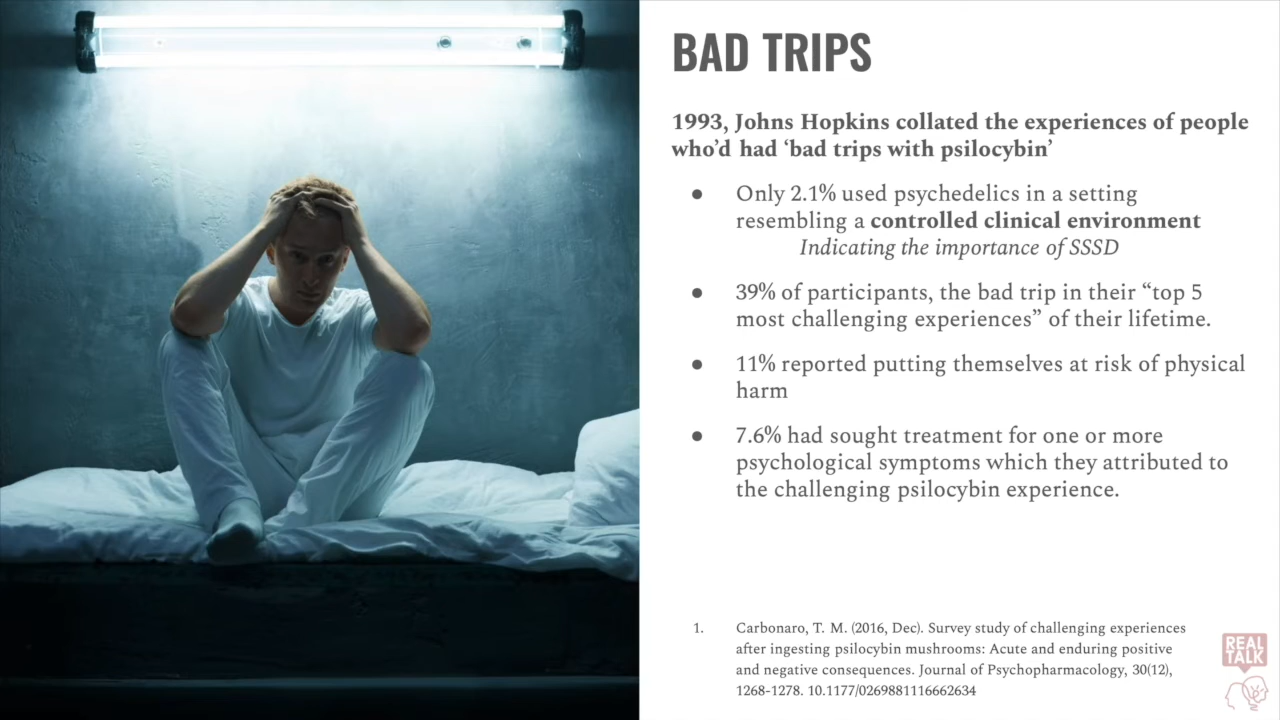 BAD TRIPS
1993, Johns Hopkins collated the experiences of people
who'd had ‘bad trips with psilocybin’
● Only 2.1% used psychedelics in a setting
resembling a controlled clinical environment
Indicating the importance of SSSD
● 39% of participants, the bad trip in their “top 5
most challenging experiences” of their lifetime.
● 11% reported putting themselves at risk of physical
harm
● 7.6% had sought treatment for one or more
psychological symptoms which they attributed to
the challenging psilocybin experience.
1. Carbonaro, T. M. (2016, Dec). Survey study of challenging experiences
after ingesting psilocybin mushrooms: Acute and enduring positive
and negative consequences. Journal of Psychopharmacology, 30(12),
1268-1278. 10.1177/0269881116662634
REAL
TALK